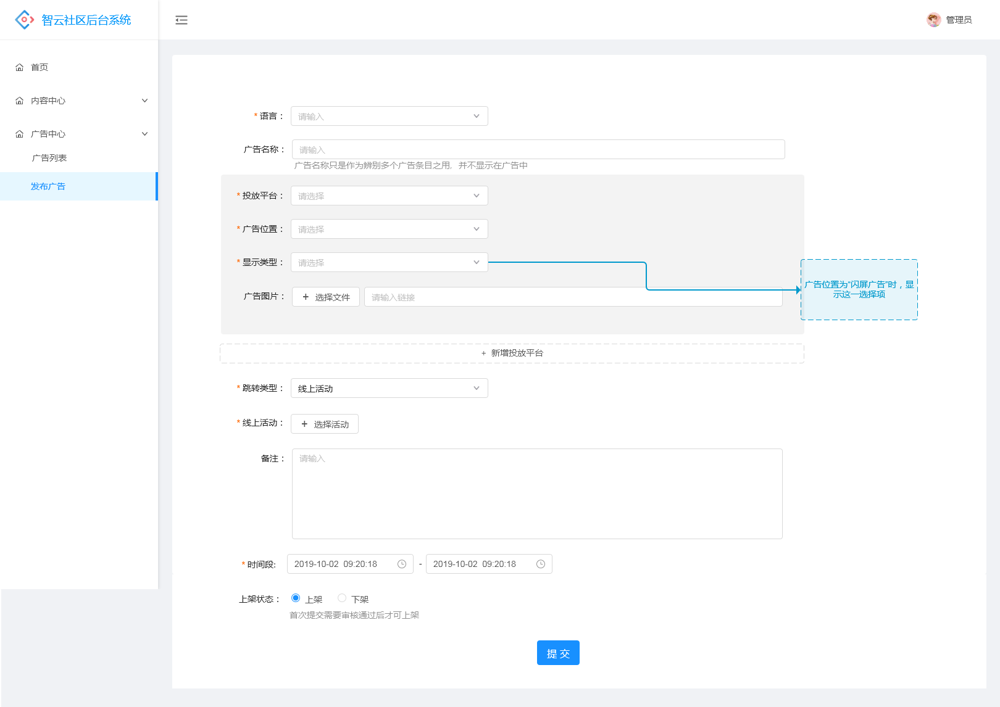 智云社区后台系统
管理员
首页
内容中心
广告中心
广告列表
发布广告
* 语言：
请输入
广告名称：
请输入
广告名称只是作为辨别多个广告条目之用，并不显示在广告中
* 投放平台：
请选择
* 广告位置：
请选择
* 显示类型：
请选择
广告图片：
+ 选择文件
请输入链接
广告位置为“闪屏广告”时，显
示这一选择项
+ 新增投放平台
* 跳转类型：
线上活动
* 线上活动：
+ 选择活动
备注：
请输入
* 时间段:
2019-10-02 09:20:18 - 2019-10-02 09:20:18
上架状态：
上架 下架
首次提交需要审核通过后才可上架
提 交